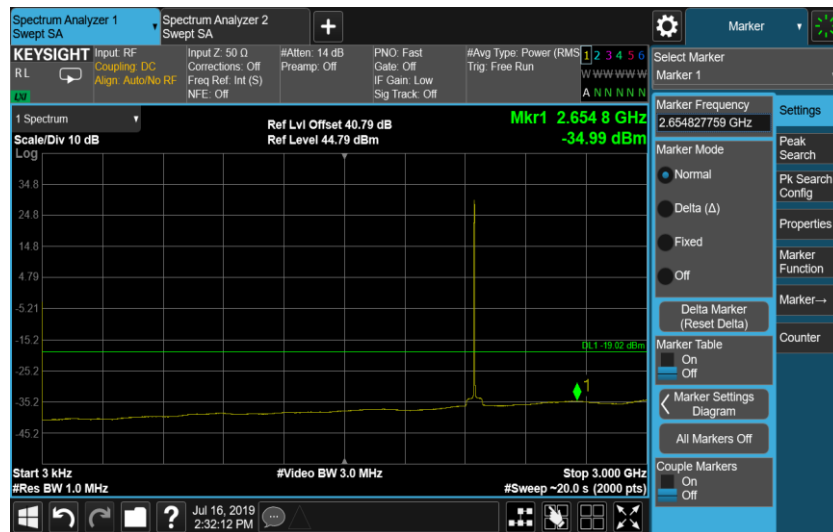 Spectrum Analyzer 1
Swept SA
Spectrum Analyzer 2
Swept SA
Marker
KEYSIGHT
RL
LXI
Input: RF
Coupling: DC
Align: Auto/No RF
Input Z: 50 Ω
Corrections: Off
Freq Ref: Int (S)
NFE: Off
#Atten: 14 dB
Preamp: Off
PNO: Fast
Gate: Off
IF Gain: Low
Sig Track: Off
#Avg Type: Power (RMS
Trig: Free Run
1 2 3 4 5 6
W W W W W W
A N N N N N
Select Marker
Marker 1
1 Spectrum
Scale/Div 10 dB
Log
Ref Lvl Offset 40.79 dB
Ref Level 44.79 dBm
Mkr1 2.654 8 GHz
-34.99 dBm
34.8
24.8
14.8
4.79
-5.21
-15.2
-25.2
-35.2
-45.2
DL1 -19.02 dBm
1
Start 3 kHz
#Res BW 1.0 MHz
#Video BW 3.0 MHz
Stop 3.000 GHz
#Sweep ~20.0 s (2000 pts)
Marker Frequency
2.654827759 GHz
Marker Mode
Normal
Delta (Δ)
Fixed
Off
Delta Marker
(Reset Delta)
Marker Table
On
Off
Marker Settings
Diagram
All Markers Off
Couple Markers
On
Off
Settings
Peak
Search
Pk Search
Config
Properties
Marker
Function
Marker→
Counter
?
Jul 16, 2019
2:32:12 PM